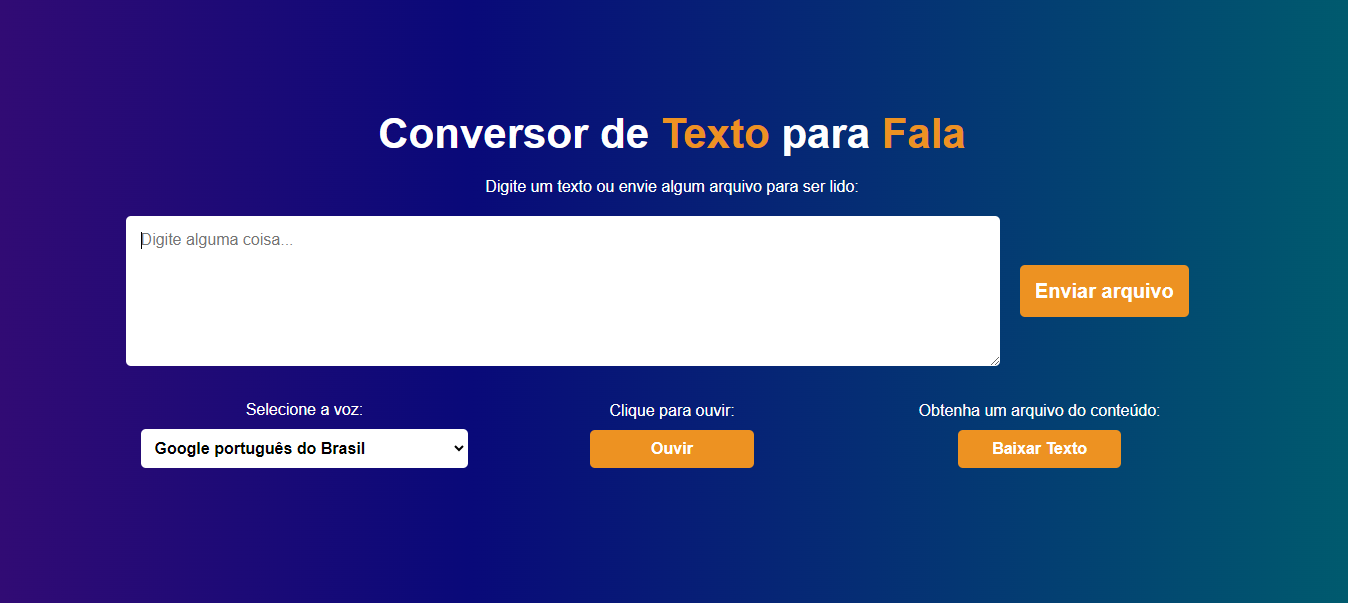 Conversor de Texto para Fala
Digite um texto ou envie algum arquivo para ser lido:
Digite alguma coisa...
Enviar arquivo
Selecione a voz:
Google português do Brasil
Clique para ouvir:
Ouvir
Obtenha um arquivo do conteúdo:
Baixar Texto